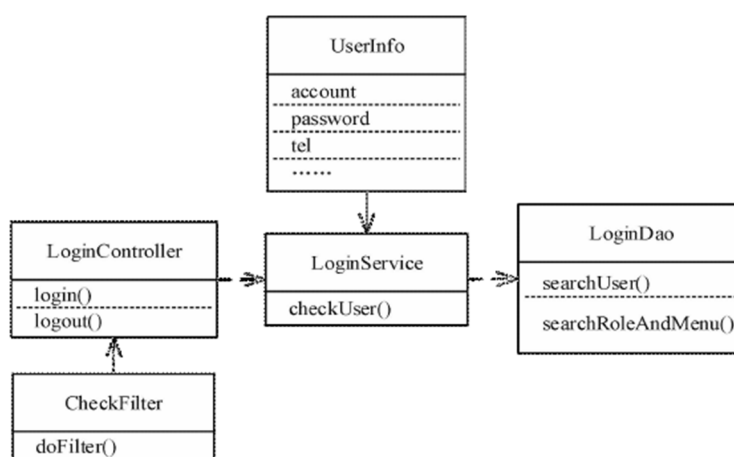 UserInfo
account
password
tel
……
LoginController
login()
logout()
LoginService
checkUser()
LoginDao
searchUser()
searchRoleAndMenu()
CheckFilter
doFilter()